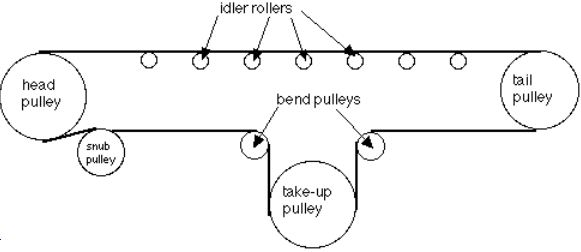 idler rollers
head
pulley
tail
pulley
bend pulleys
snub
pulley
take-up
pulley